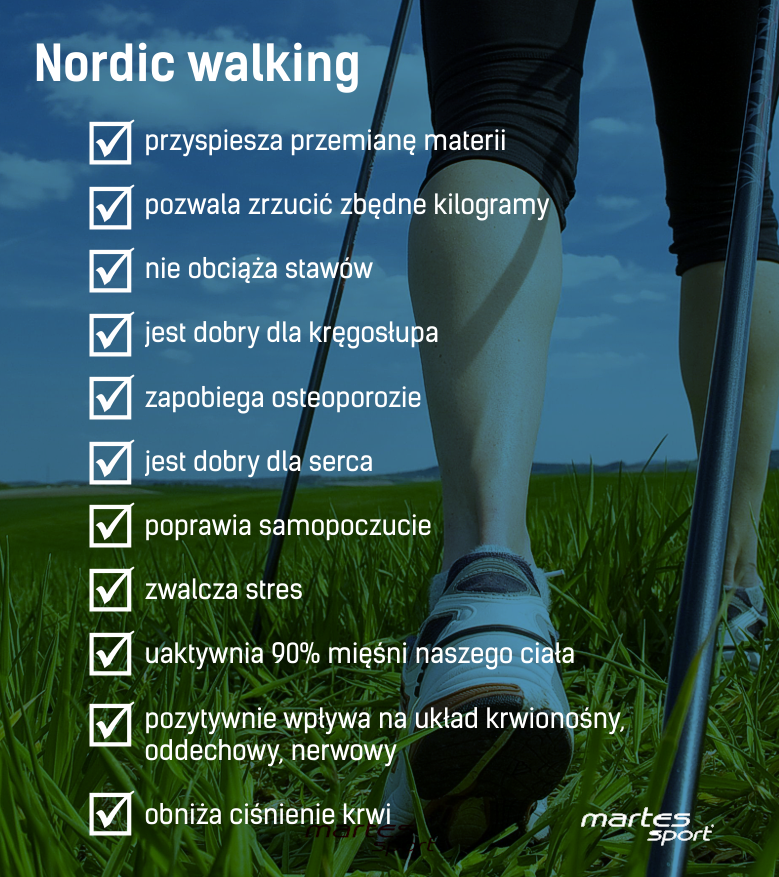 Nordic walking
przyspiesza przemianę materii
pozwala zrzucić zbędne kilogramy
nie obciąża stawów
jest dobry dla kręgosłupa
zapobiega osteoporozie
jest dobry dla serca
poprawia samopoczucie
zwalcza stres
uaktywnia 90% mięśni naszego ciała
pozytywnie wpływa na układ krwionośny,
oddechowy, nerwowy
obniża ciśnienie krwi
martes
sport
martes
sport